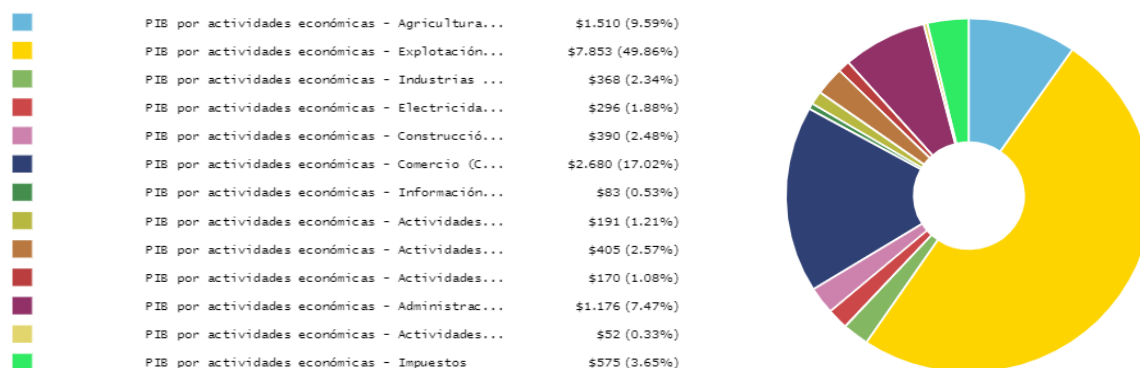 PIB por actividades económicas - Agricultura... $1.510 (9.59%)
PIB por actividades económicas - Explotación... $7.853 (49.86%)
PIB por actividades económicas - Industrias ... $368 (2.34%)
PIB por actividades económicas - Electricida... $296 (1.88%)
PIB por actividades económicas - Construcció... $390 (2.48%)
PIB por actividades económicas - Comercio (C... $2.680 (17.02%)
PIB por actividades económicas - Información... $83 (0.53%)
PIB por actividades económicas - Actividades... $191 (1.21%)
PIB por actividades económicas - Actividades... $405 (2.57%)
PIB por actividades económicas - Actividades... $170 (1.08%)
PIB por actividades económicas - Administrac... $1.176 (7.47%)
PIB por actividades económicas - Actividades... $52 (0.33%)
PIB por actividades económicas - Impuestos $575 (3.65%)